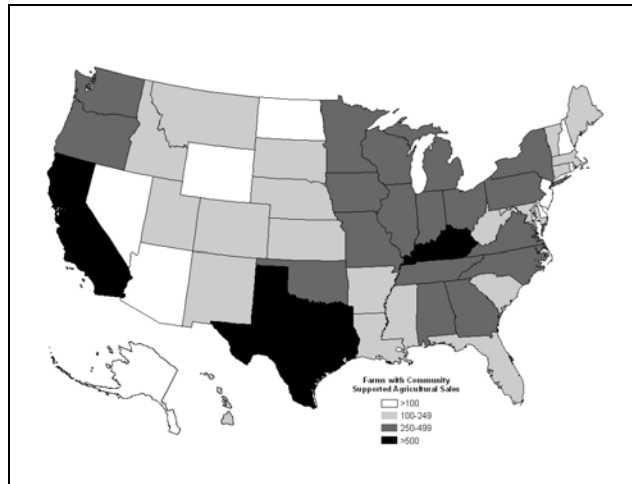 Farms with Community
Supported Agricultural Sales
>100
100-249
250-499
>500